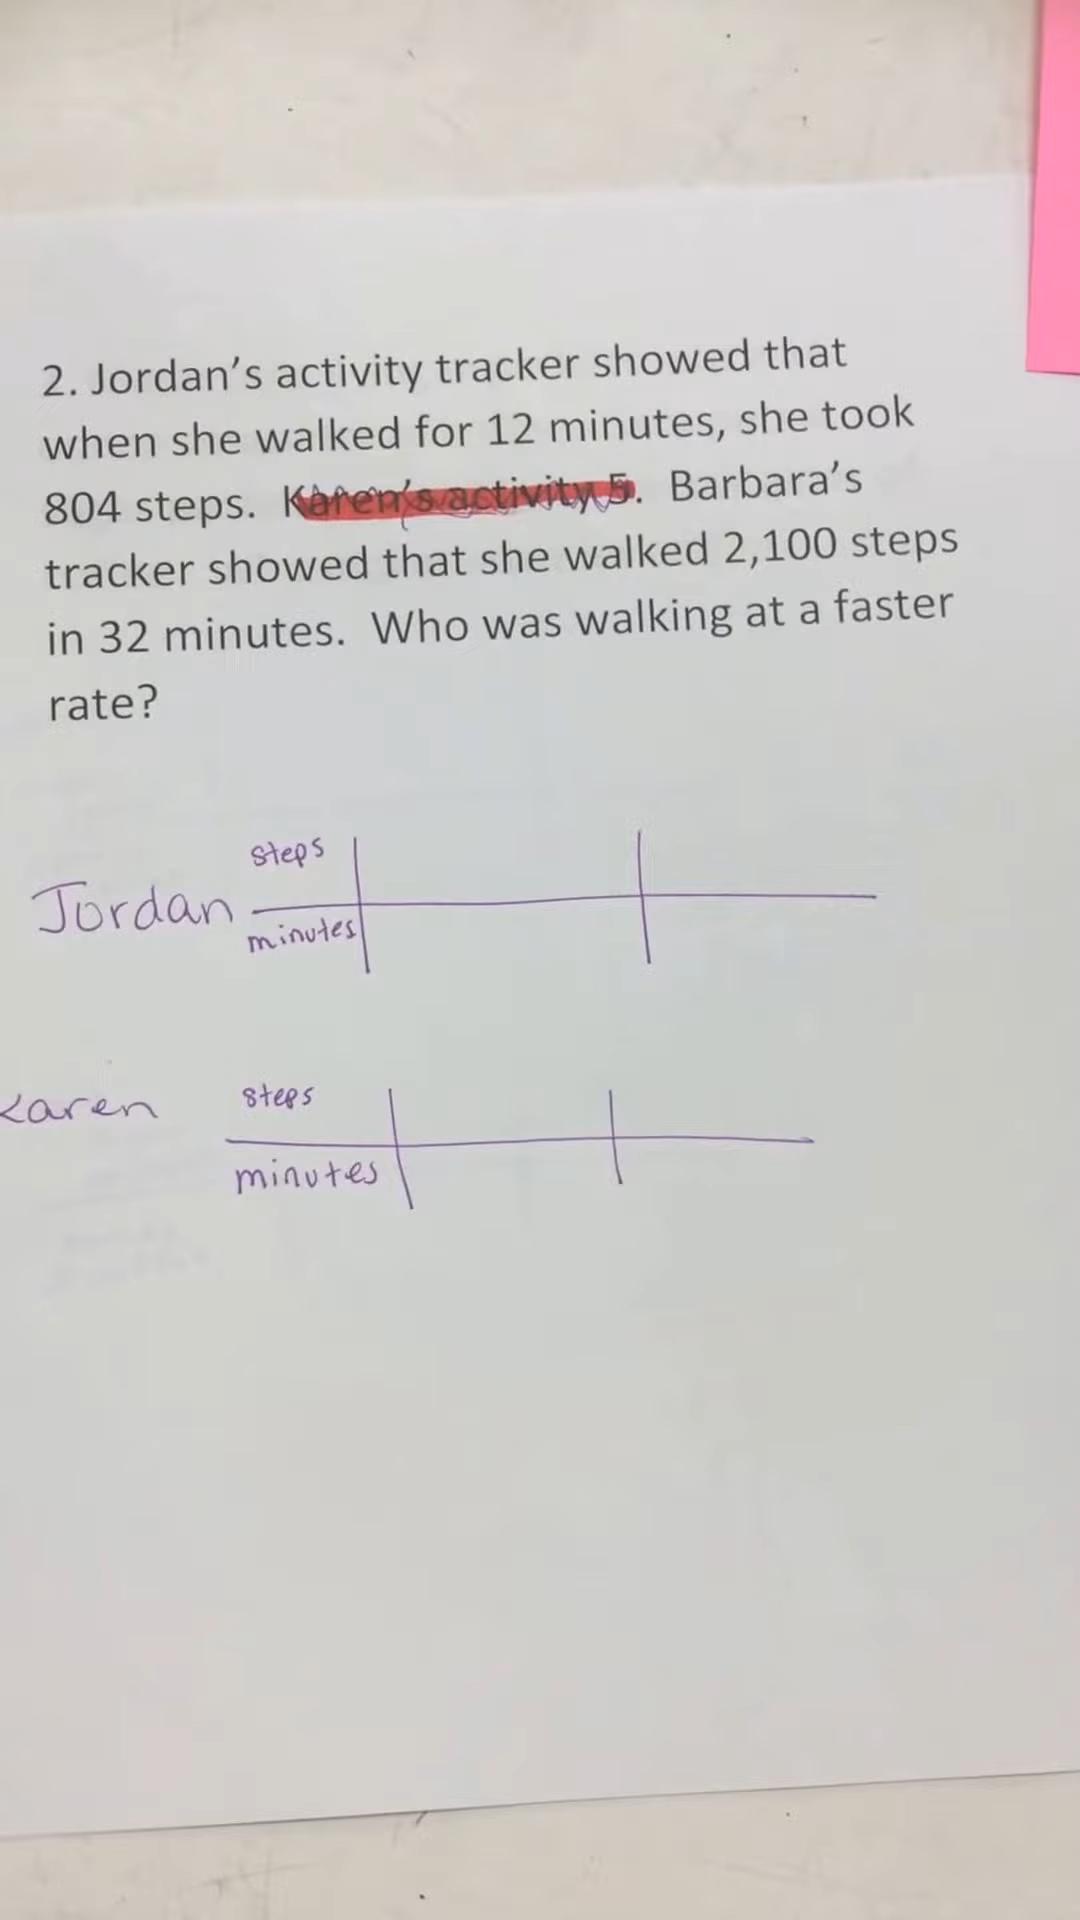 2. Jordan's activity tracker showed that
when she walked for 12 minutes, she took
804 steps. Karen's activity 5. Barbara's
tracker showed that she walked 2,100 steps
in 32 minutes. Who was walking at a faster
rate?
steps
Jordan
minutes
steps
Karen
minutes